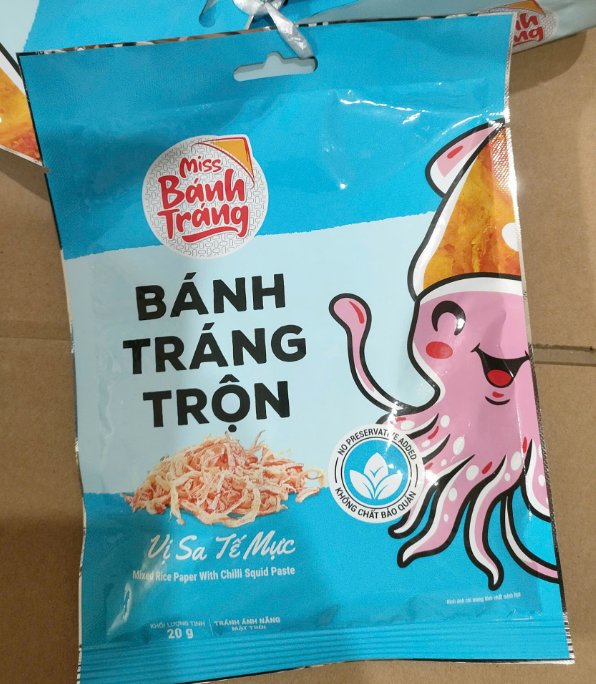 Miss
Bánh
Tráng
BÁNH
TRÁNG
TRỘN
NO PRESERVATIVE ADDED
KHÔNG CHẤT BẢO QUẢN
Vị Sa Tế Mực
Mixed Rice Paper With Chilli Squid Paste
KHỐI LƯỢNG TỊNH
20 g
TRÁNH ÁNH NẮNG
MẶT TRỜI